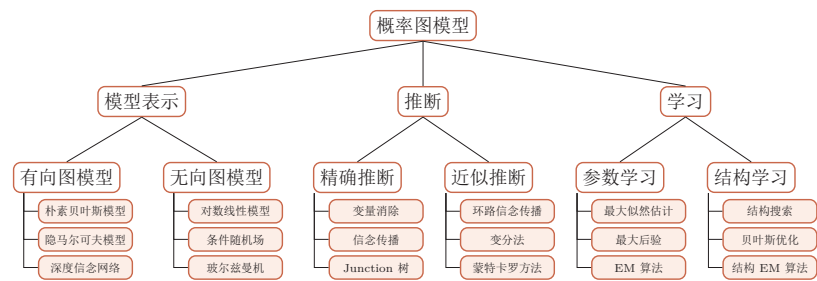 概率图模型
模型表示
推断
学习
有向图模型
无向图模型
精确推断
近似推断
参数学习
结构学习
朴素贝叶斯模型
对数线性模型
变量消除
环路信念传播
最大似然估计
结构搜索
隐马尔可夫模型
条件随机场
信念传播
变分法
最大后验
贝叶斯优化
深度信念网络
玻尔兹曼机
Junction 树
蒙特卡罗方法
EM 算法
结构 EM 算法